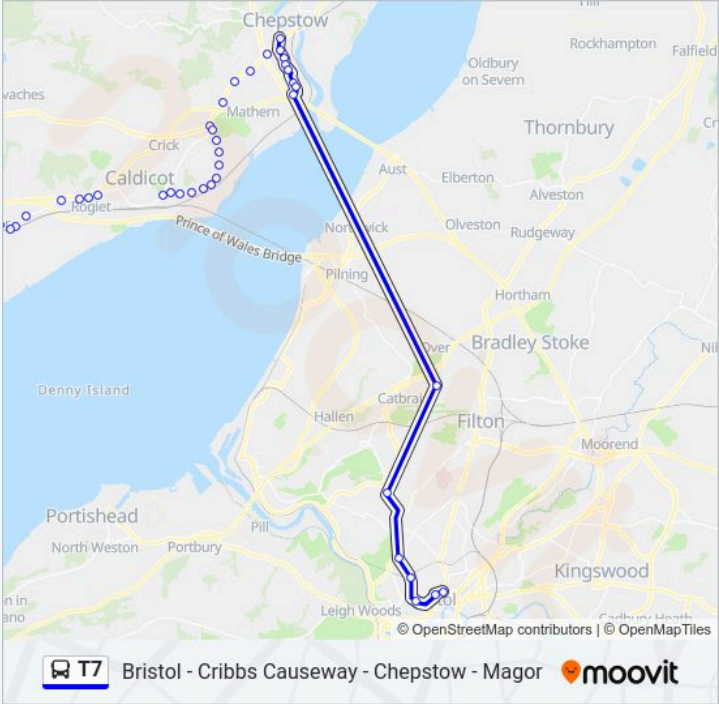 Chepstow
Rockhampton
Falfield
Oldbury
on Severn
vaches
Mathern
Thornbury
Crick
Aust
Elberton
Caldicot
Alveston
Rogiet
Olveston
Rudgeway
Prince of Wales Bridge
Pilning
Hortham
Bradley Stoke
Over
Denny Island
Hallen
Filton
Moorend
Portishead
Pill
North Weston
Portbury
Kingswood
Leigh Woods
© OpenStreetMap contributors | © OpenMapTiles
T7
Bristol - Cribbs Causeway - Chepstow - Magor
moovit